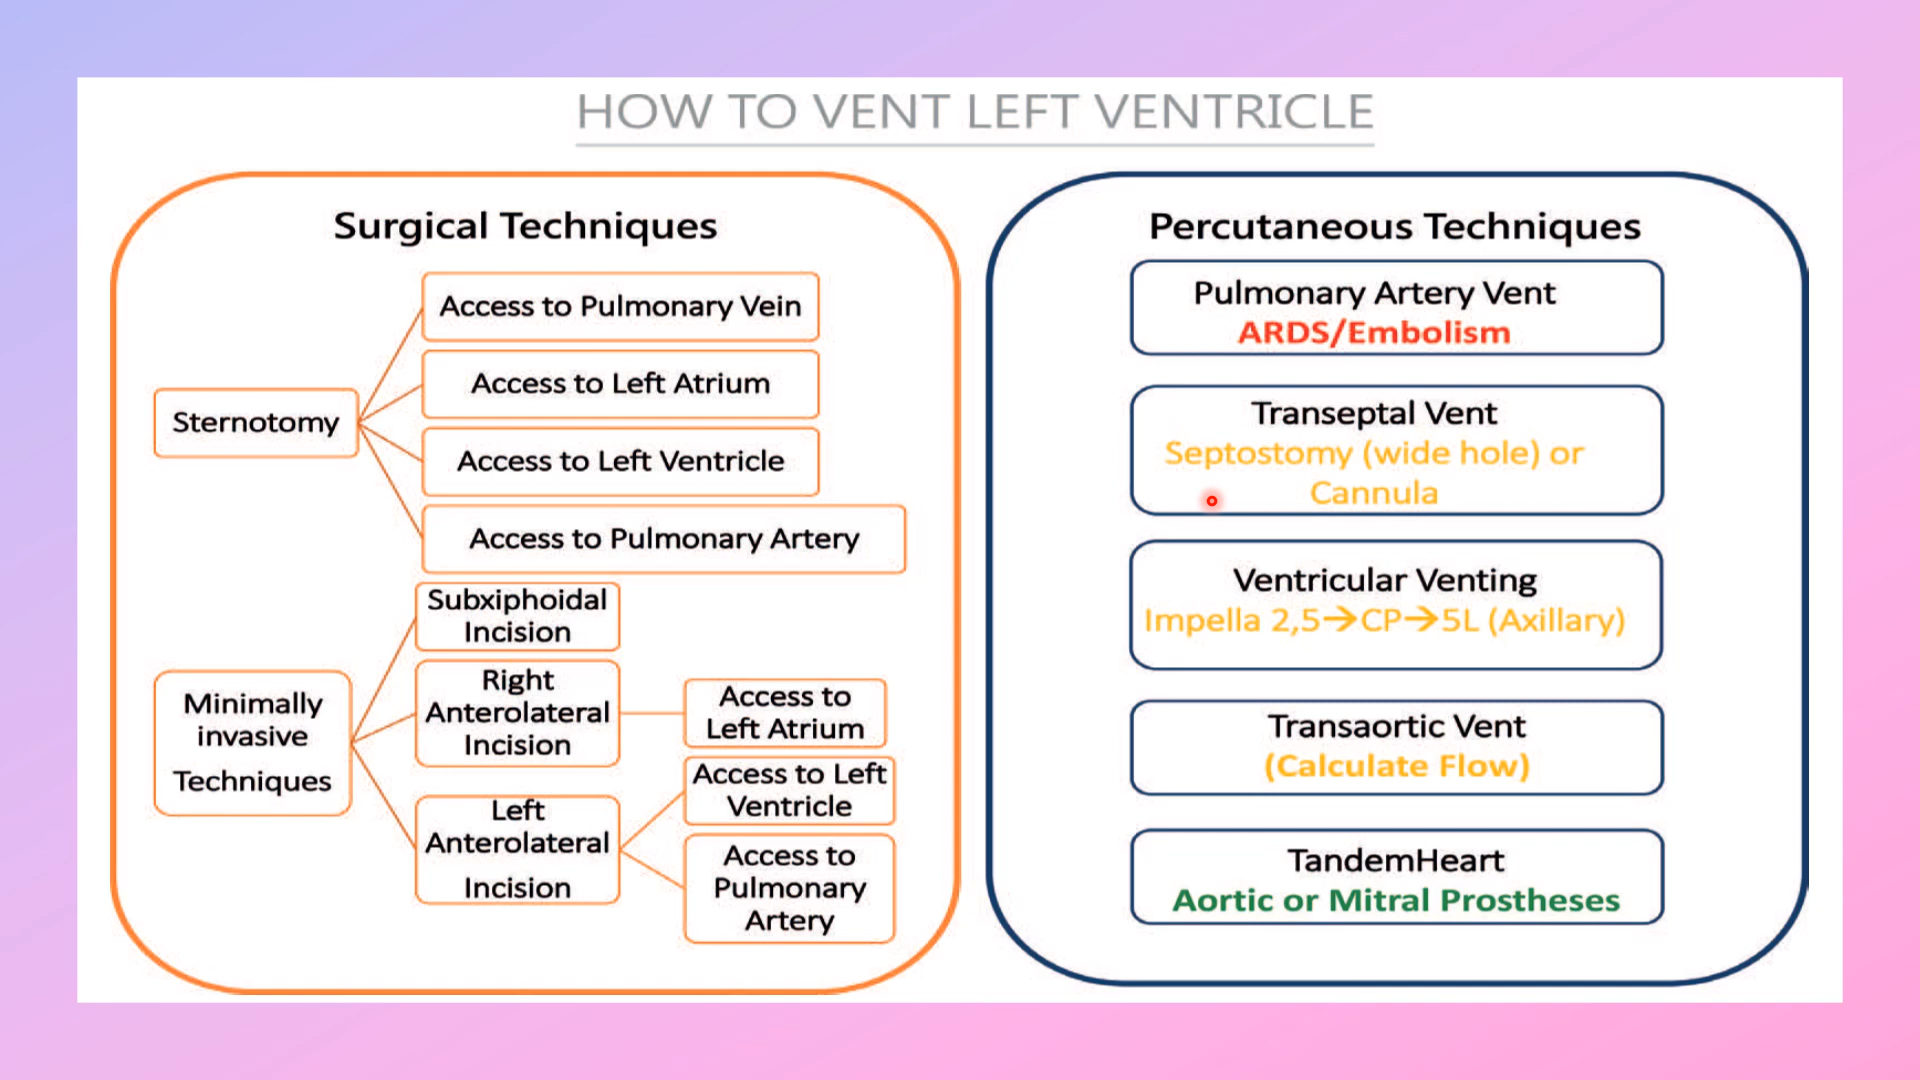 HOW TO VENT LEFT VENTRICLE
Surgical Techniques
Sternotomy
Access to Pulmonary Vein
Access to Left Atrium
Access to Left Ventricle
Access to Pulmonary Artery
Minimally
invasive
Techniques
Subxiphoidal
Incision
Right
Anterolateral
Incision
Access to
Left Atrium
Left
Anterolateral
Incision
Access to Left
Ventricle
Access to
Pulmonary
Artery
Percutaneous Techniques
Pulmonary Artery Vent
ARDS/Embolism
Transeptal Vent
Septostomy (wide hole) or
Cannula
Ventricular Venting
Impella 2,5→CP→5L (Axillary)
Transaortic Vent
(Calculate Flow)
TandemHeart
Aortic or Mitral Prostheses